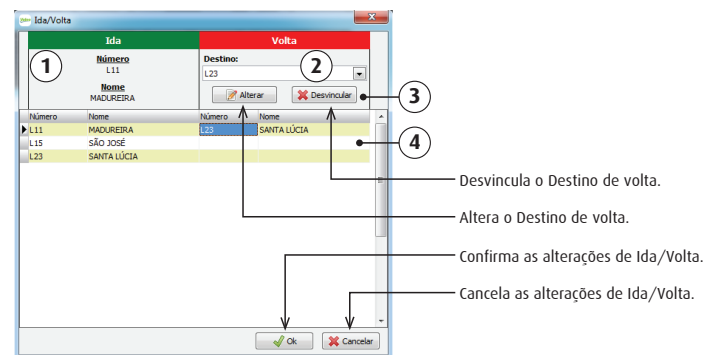 Ida/Volta
x
Ida
Volta
1
Número
L11
Nome
MADUREIRA
Destino:
2
L23
Alterar
Desvincular
3
Número Nome Número Nome
L11 MADUREIRA L23 SANTA LÚCIA
L15 SÃO JOSÉ
4
L23 SANTA LÚCIA
Desvincula o Destino de volta.
Altera o Destino de volta.
Confirma as alterações de Ida/Volta.
Cancela as alterações de Ida/Volta.
Ok
Cancelar